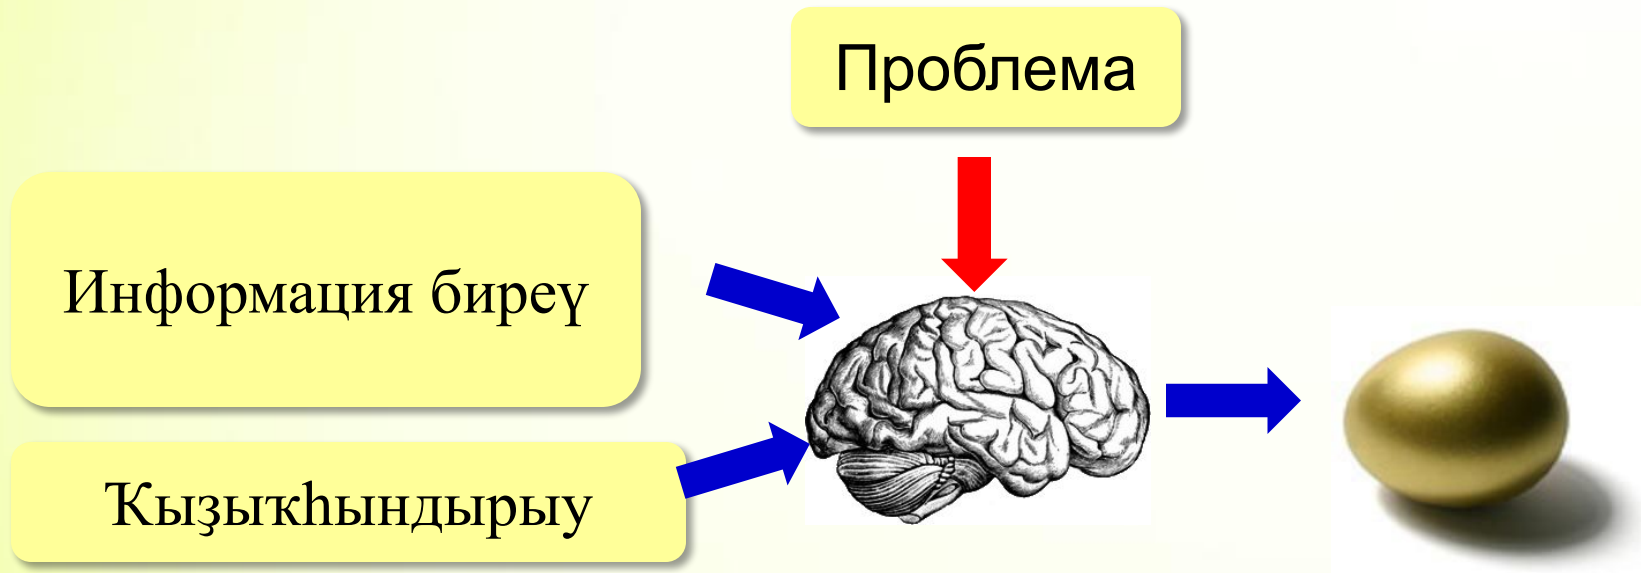 Проблема
Информация биреү
Ҡыҙыҡһындырыу